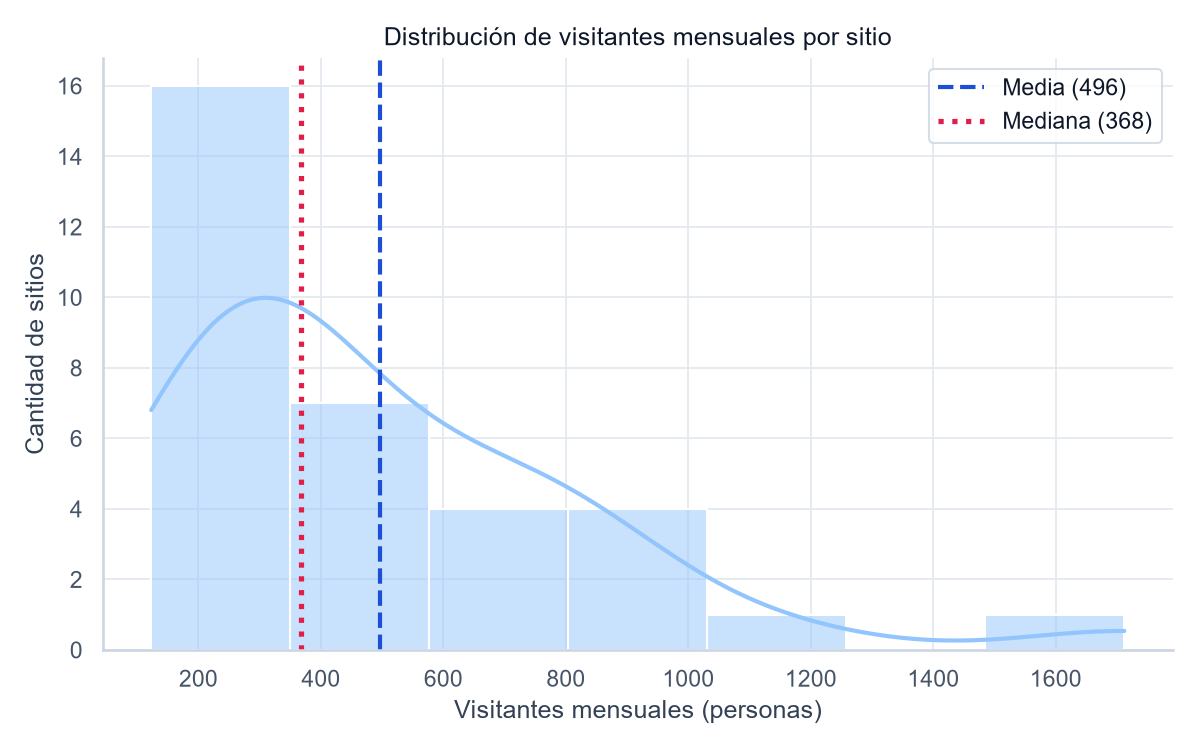 Distribución de visitantes mensuales por sitio
Media (496)
Mediana (368)
Cantidad de sitios
16
14
12
10
8
6
4
2
0
200 400 600 800 1000 1200 1400 1600
Visitantes mensuales (personas)